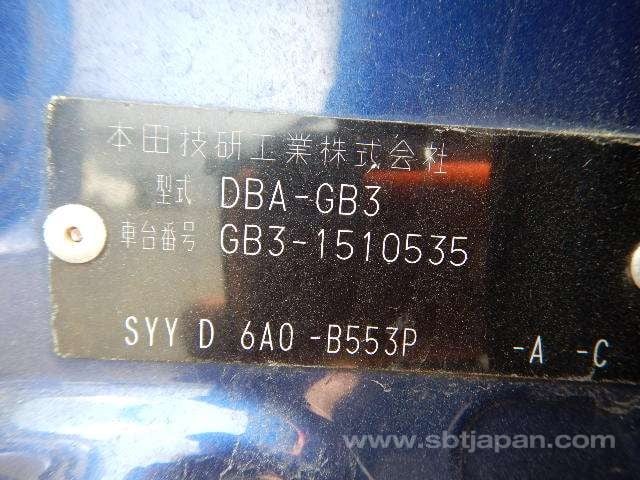 本田技研工業株式会社
型式 DBA-GB3
車台番号 GB3-1510535
SYY D 6A0 -B553P -A -C
www.sbtjapan.com